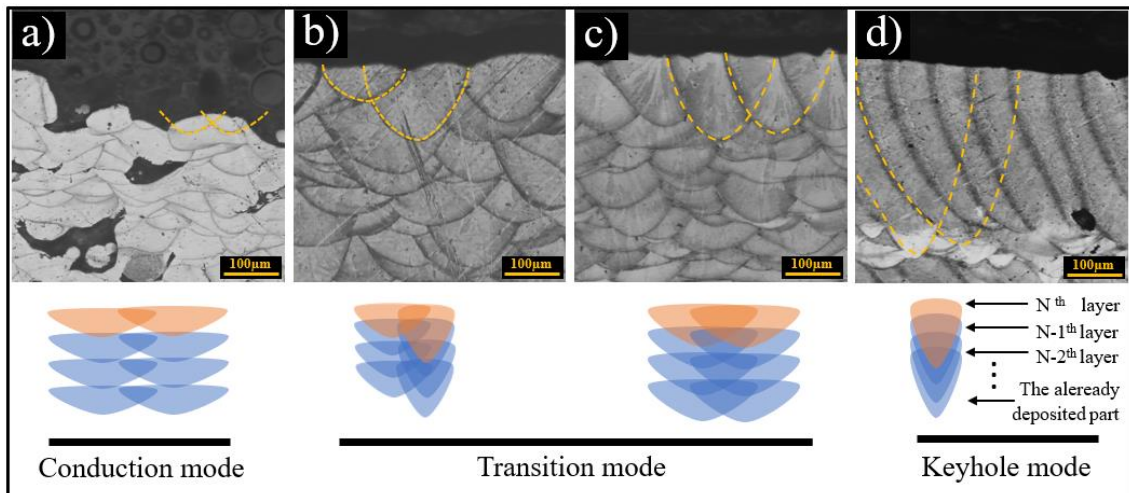 a)
b)
c)
d)
100μm
100μm
100μm
100μm
N th layer
N-1th layer
N-2th layer
The aleready
deposited part
Conduction mode
Transition mode
Keyhole mode